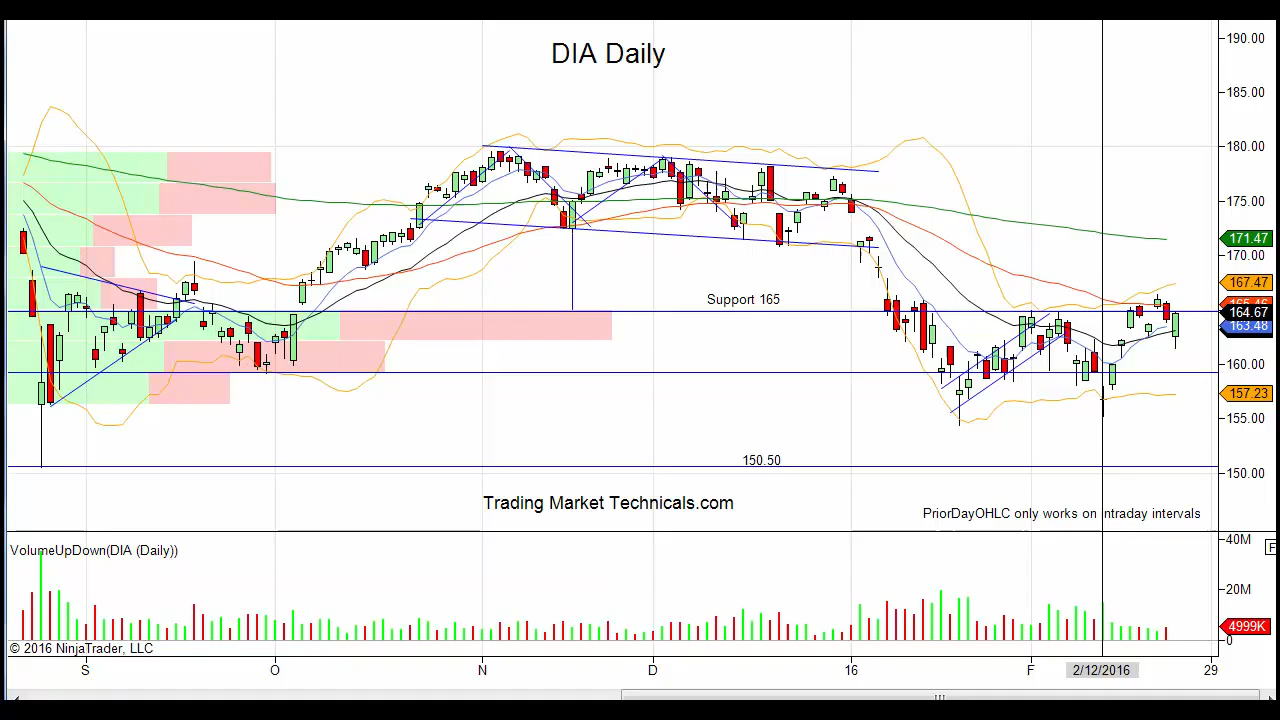 DIA Daily
190.00
185.00
180.00
175.00
171.47
170.00
167.47
Support 165
164.67
163.48
160.00
157.23
155.00
150.50
150.00
Trading Market Technicals.com
PriorDayOHLC only works on intraday intervals
VolumeUpDown(DIA (Daily))
40M
F
20M
4999K
0
© 2016 NinjaTrader, LLC
S O N D 16 F 2/12/2016 29